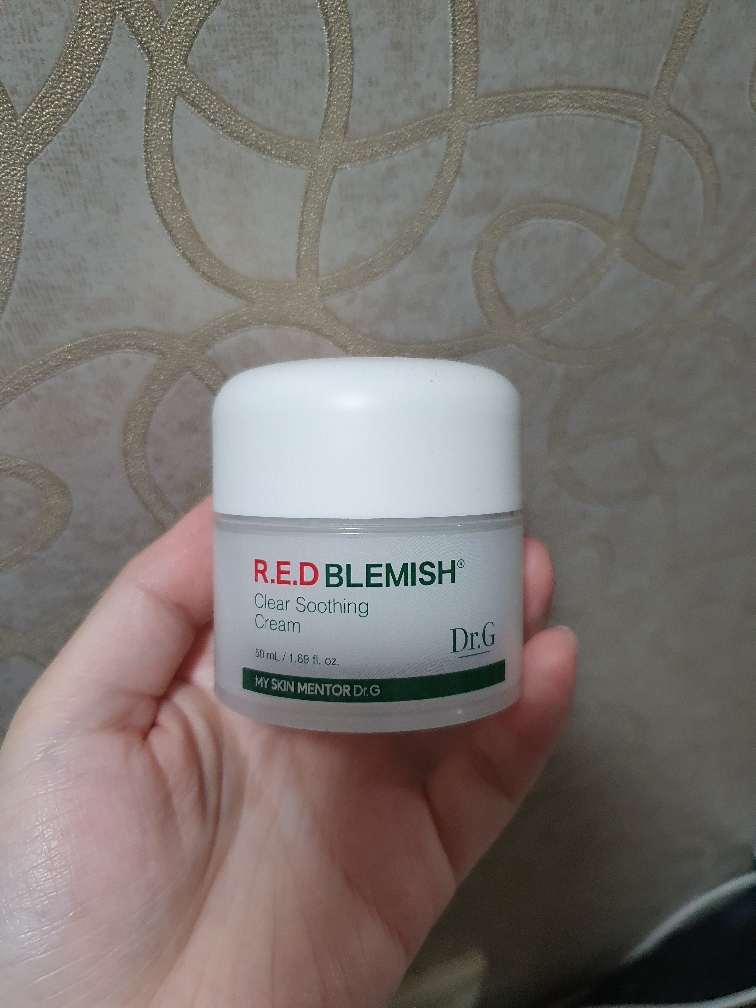 R.E.D BLEMISH®
Clear Soothing
Cream
Dr.G
50 mL / 1.69 fl. oz.
MY SKIN MENTOR Dr.G